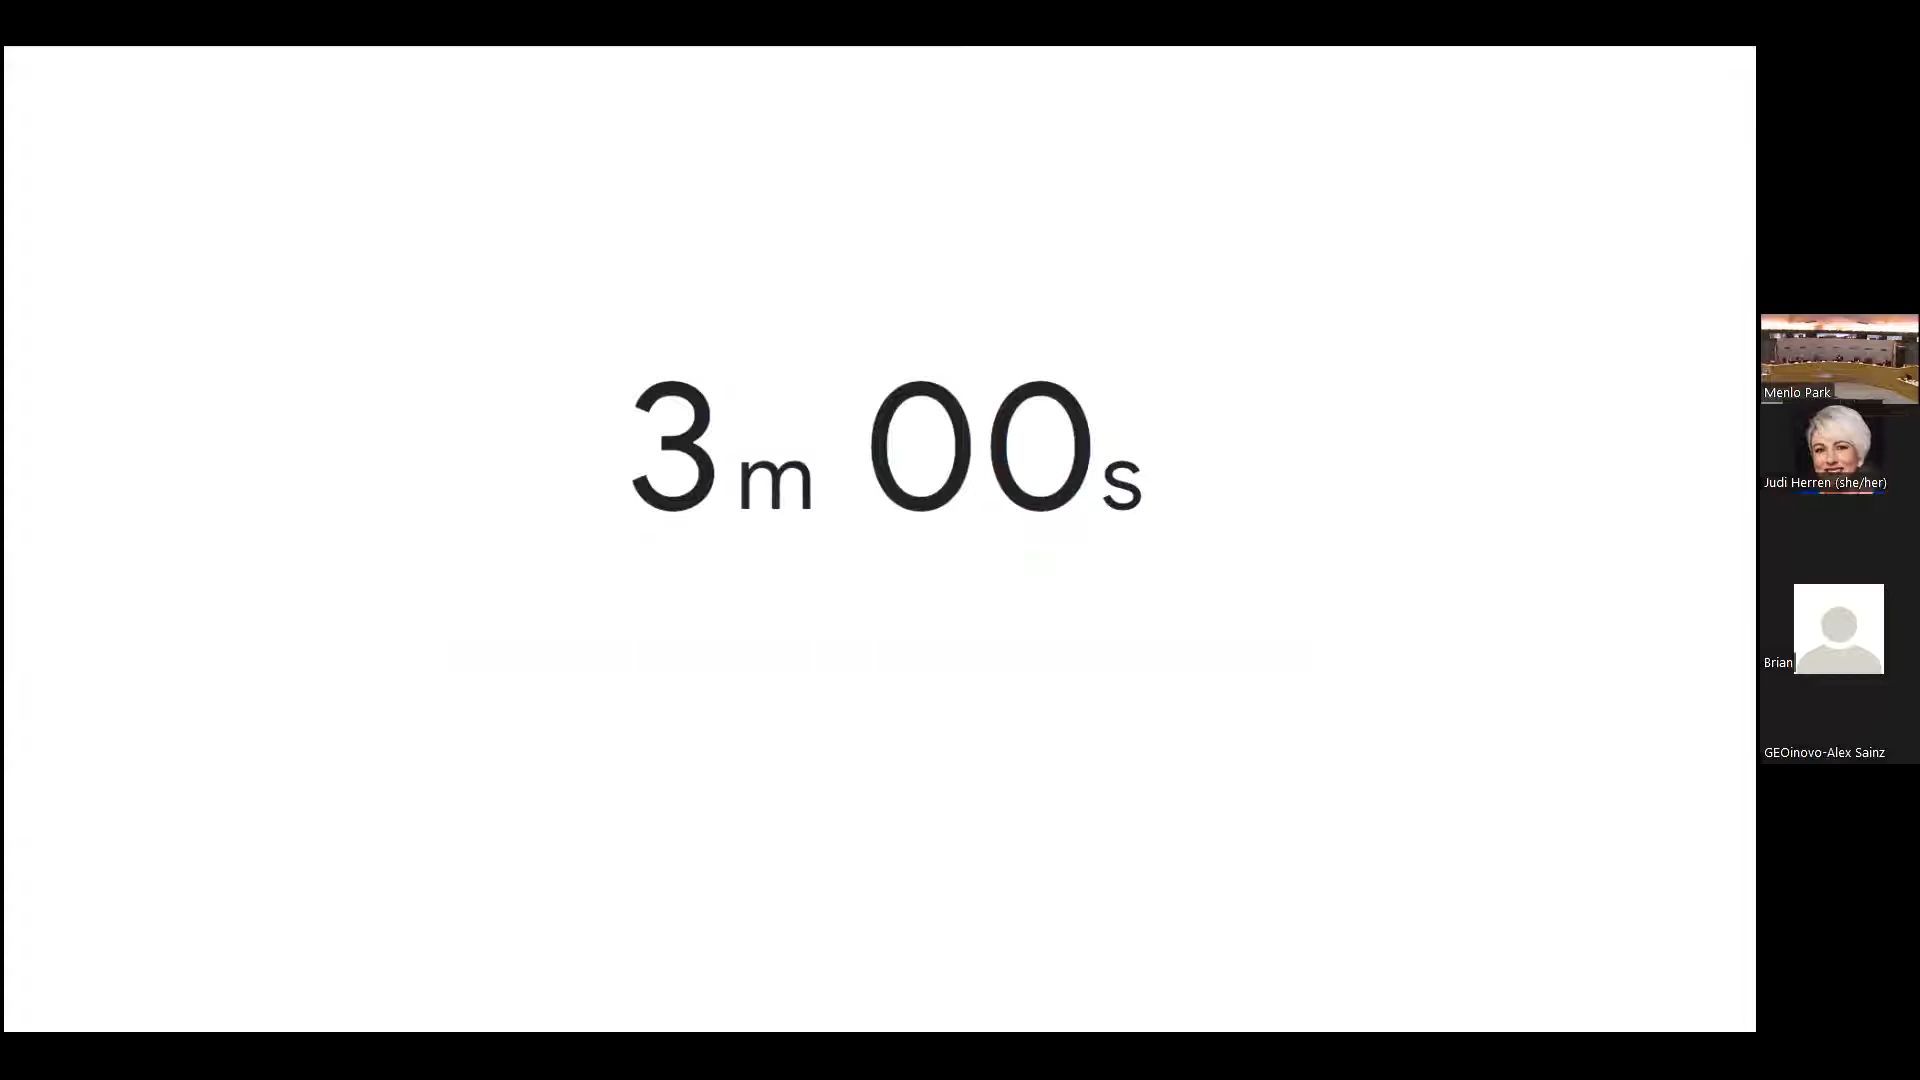 3m 00s
Menlo Park
Judi Herren (she/her)
Brian
GEOinovo-Alex Sainz